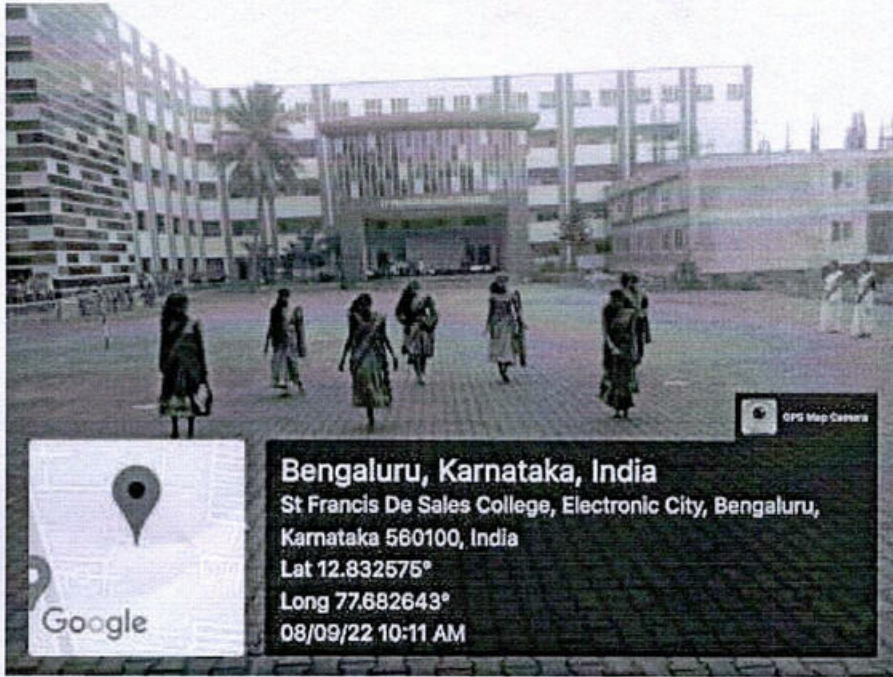 GPS Map Camera
Bengaluru, Karnataka, India
St Francis De Sales College, Electronic City, Bengaluru,
Karnataka 560100, India
Lat 12.832575°
Long 77.682643°
08/09/22 10:11 AM
Google